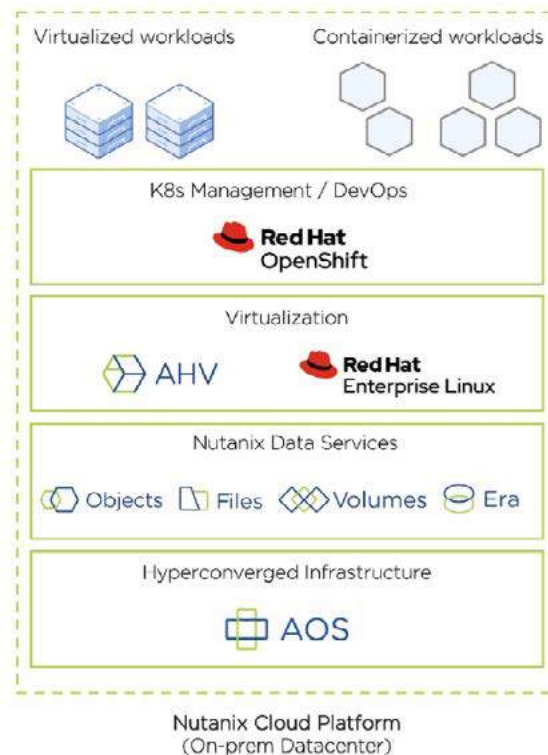 Virtualized workloads
Containerized workloads
K8s Management / DevOps
Red Hat
OpenShift
Virtualization
AHV
Red Hat
Enterprise Linux
Nutanix Data Services
Objects
Files
Volumes
Era
Hyperconverged Infrastructure
AOS
Nutanix Cloud Platform
(On-prem Datacenter)